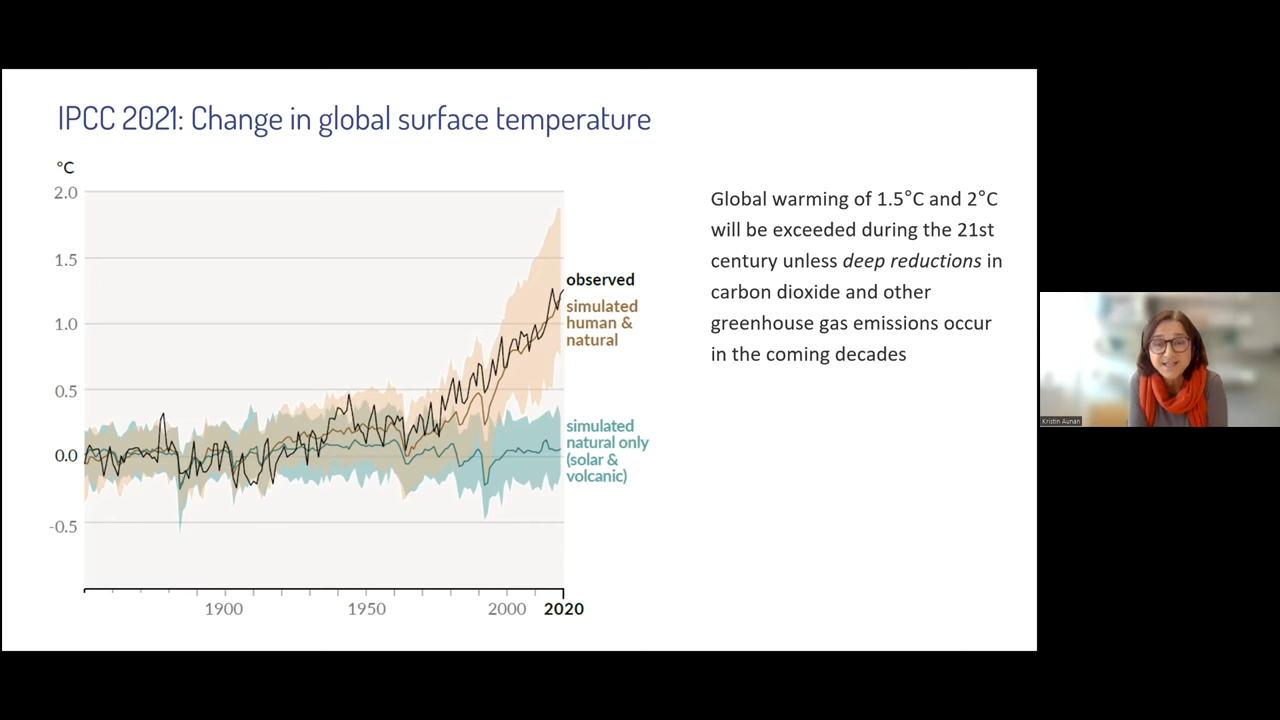 IPCC 2021: Change in global surface temperature
°C
2.0
1.5
1.0
0.5
0.0
-0.5
1900
1950
2000
2020
observed
simulated
human &
natural
simulated
natural only
(solar &
volcanic)
Global warming of 1.5°C and 2°C
will be exceeded during the 21st
century unless deep reductions in
carbon dioxide and other
greenhouse gas emissions occur
in the coming decades
Kristin Aunan